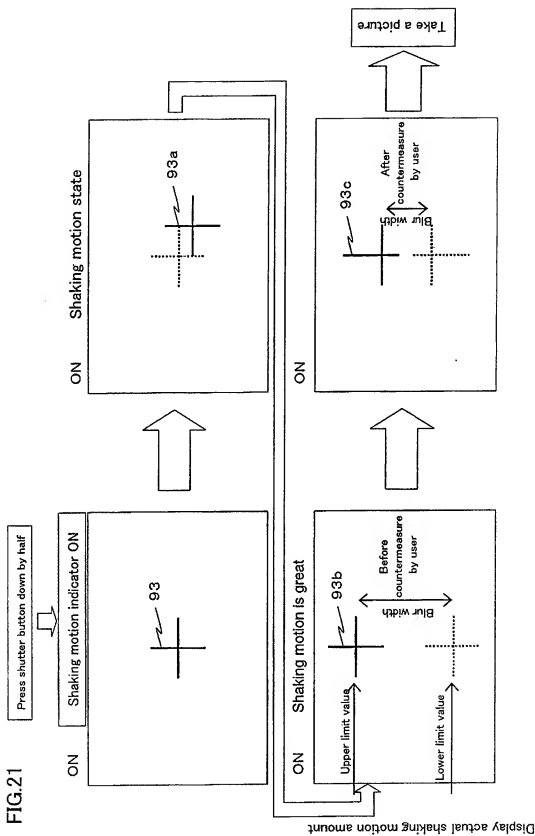 FIG.21
Press shutter button down by half
Shaking motion indicator ON
ON
93
ON
Shaking motion state
93a
Display actual shaking motion amount
ON
Shaking motion is great
Upper limit value
Lower limit value
93b
Blur width
Before
countermeasure
by user
ON
93c
Blur width
After
countermeasure
by user
Take a picture